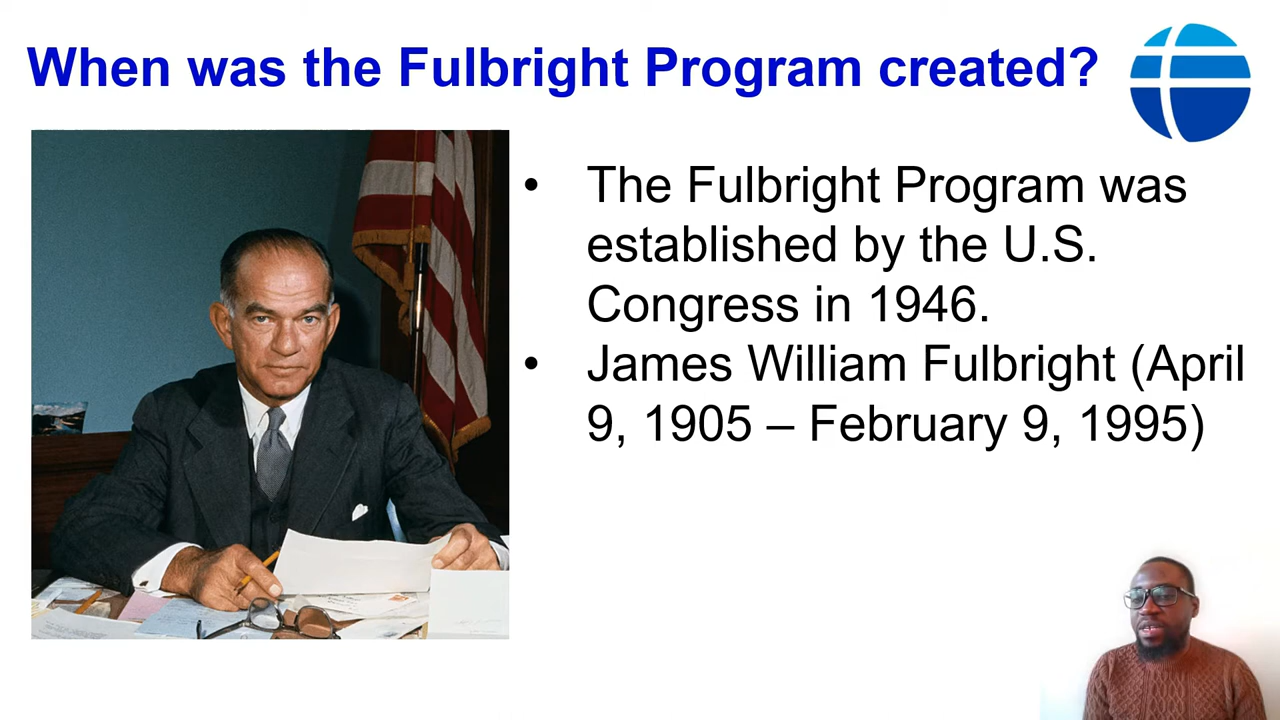 When was the Fulbright Program created?
• The Fulbright Program was
established by the U.S.
Congress in 1946.
• James William Fulbright (April
9, 1905 – February 9, 1995)